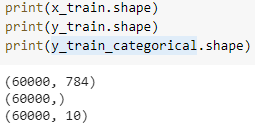 print(x_train.shape)
print(y_train.shape)
print(y_train_categorical.shape)
(60000, 784)
(60000,)
(60000, 10)